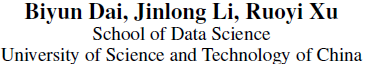 Biyun Dai, Jinlong Li, Ruoyi Xu
School of Data Science
University of Science and Technology of China